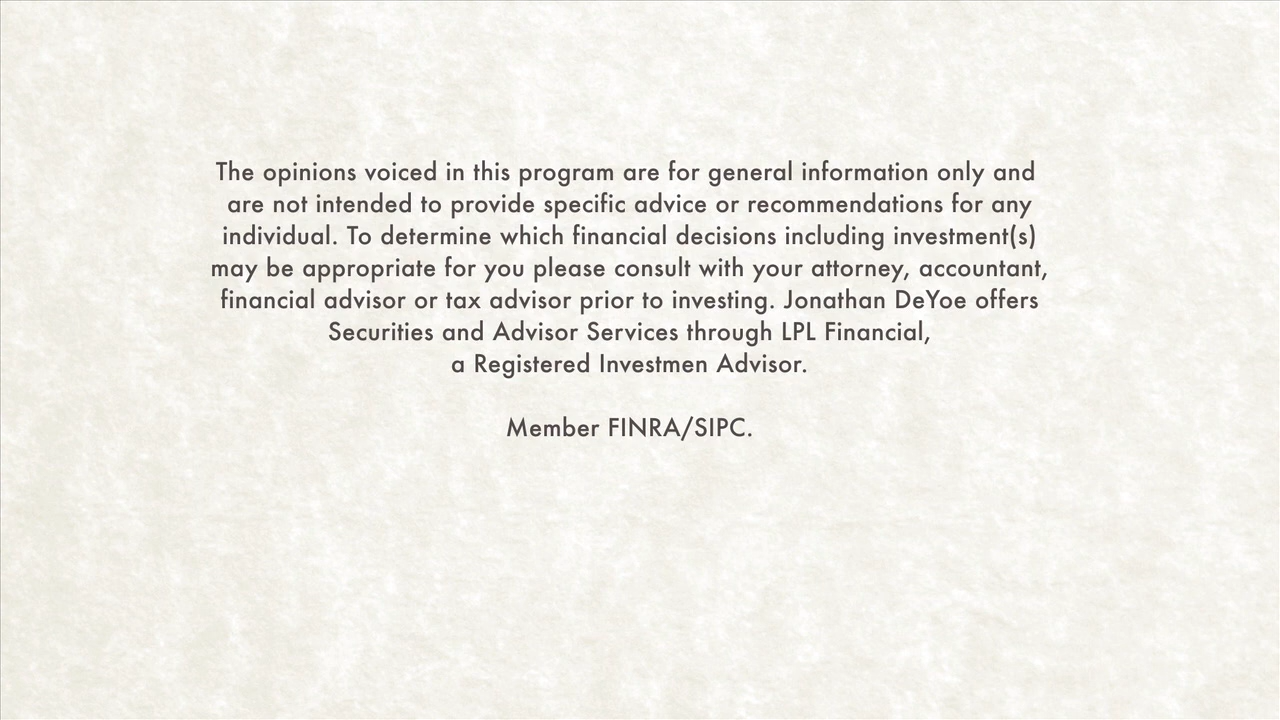 The opinions voiced in this program are for general information only and
are not intended to provide specific advice or recommendations for any
individual. To determine which financial decisions including investment(s)
may be appropriate for you please consult with your attorney, accountant,
financial advisor or tax advisor prior to investing. Jonathan DeYoe offers
Securities and Advisor Services through LPL Financial,
a Registered Investmen Advisor.
Member FINRA/SIPC.